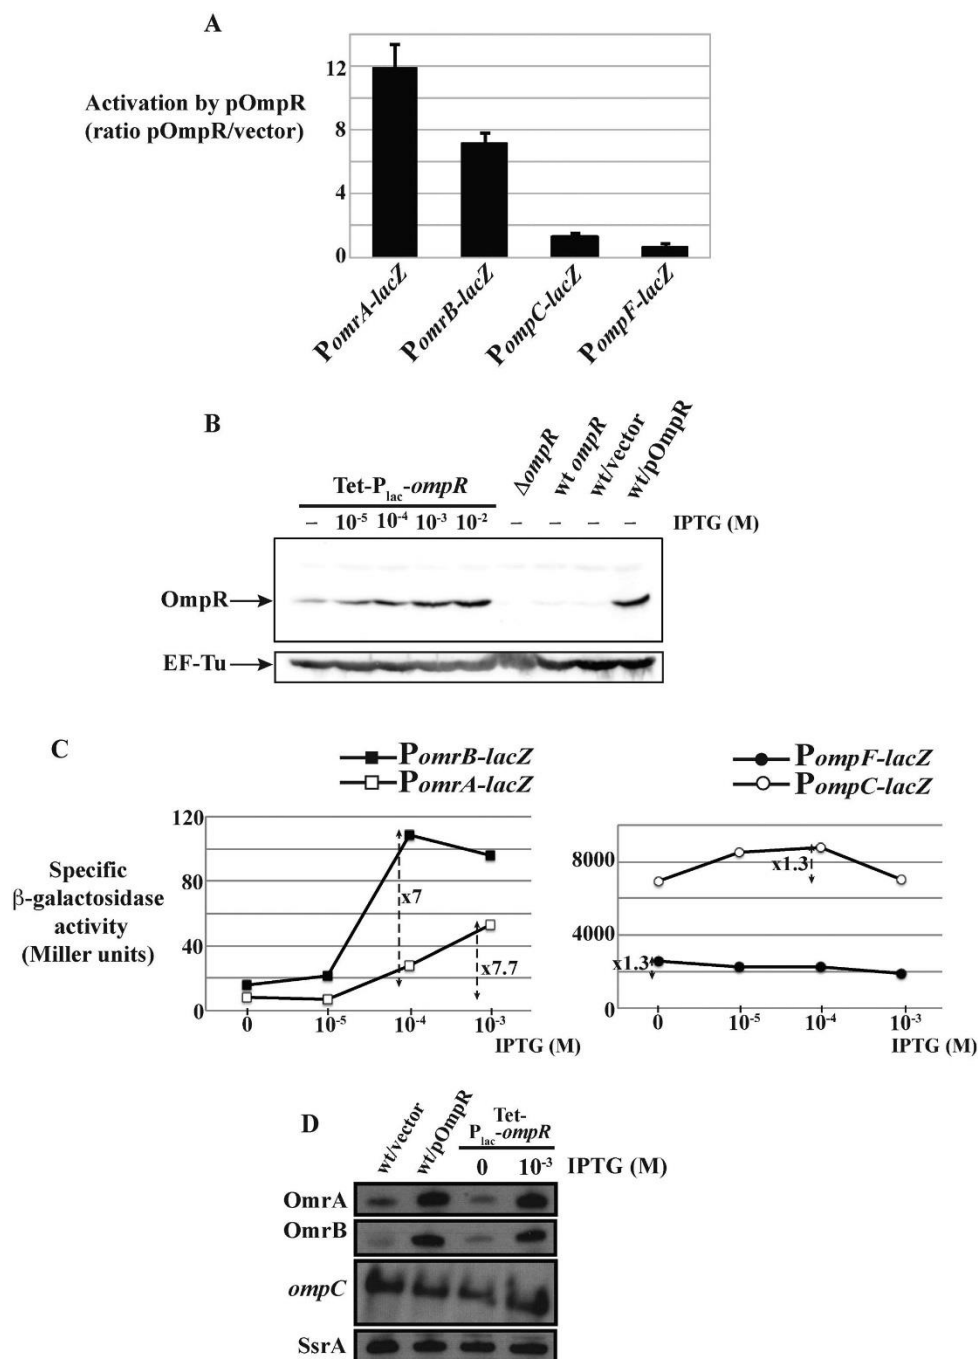 A
Activation by pOmpR
(ratio pOmpR/vector)
12
8
4
0
PomrA-lacZ
PomrB-lacZ
PompC-lacZ
PompF-lacZ
B
ΔompR
wt ompR
wt/vector
wt/pOmpR
Tet-Plac-ompR
– 10-5 10-4 10-3 10-2 – – – – IPTG (M)
OmpR
EF-Tu
C
PomrB-lacZ
PomrA-lacZ
PompF-lacZ
PompC-lacZ
Specific
β-galactosidase
activity
(Miller units)
120
80
40
0
x7
x7.7
0 10-5 10-4 10-3
IPTG (M)
8000
4000
0
x1.3
x1.3
0 10-5 10-4 10-3
IPTG (M)
D
wt/vector
wt/pOmpR
Tet-
Plac-ompR
0 10-3 IPTG (M)
OmrA
OmrB
ompC
SsrA